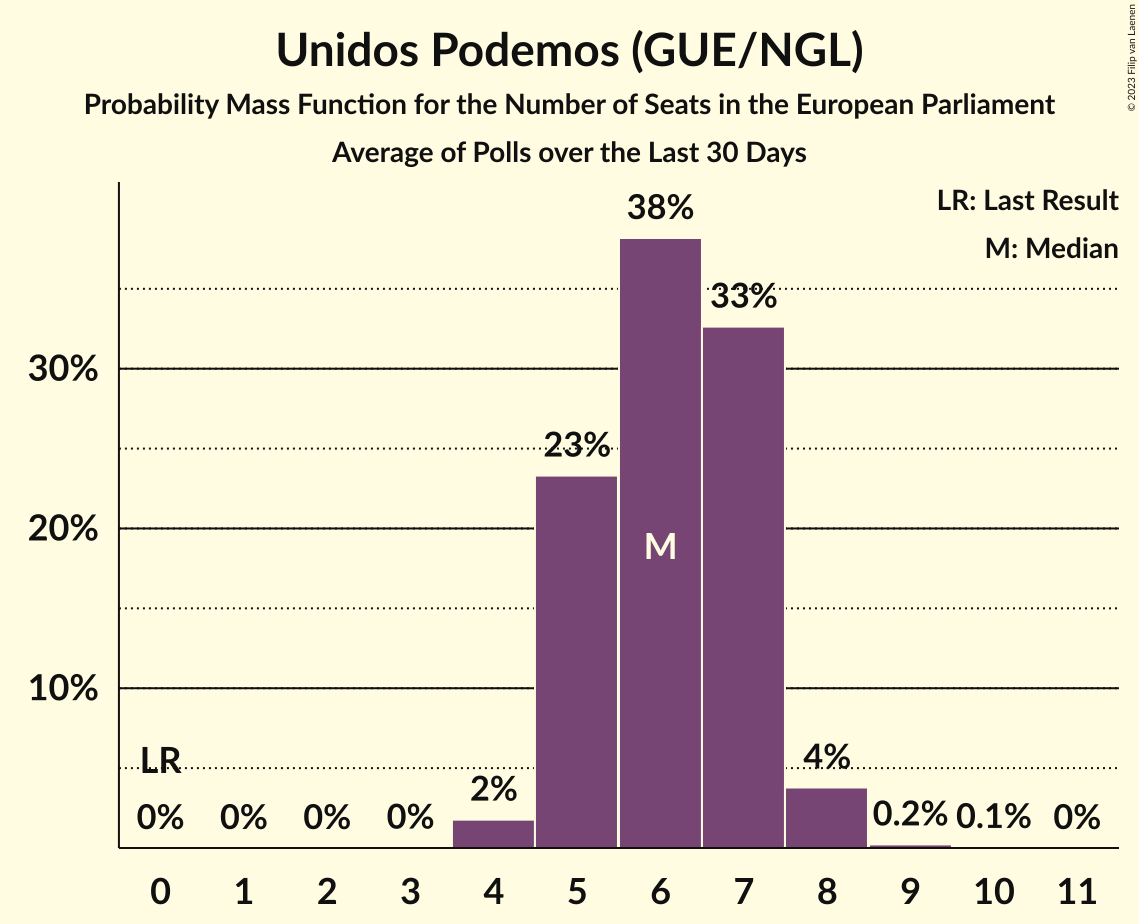 Unidos Podemos (GUE/NGL)
Probability Mass Function for the Number of Seats in the European Parliament
Average of Polls over the Last 30 Days
© 2023 Filip van Laenen
LR: Last Result
M: Median
38%
33%
30%
23%
20%
M
10%
LR
0% 0% 0% 0% 2% 4% 0.2% 0.1% 0%
0 1 2 3 4 5 6 7 8 9 10 11